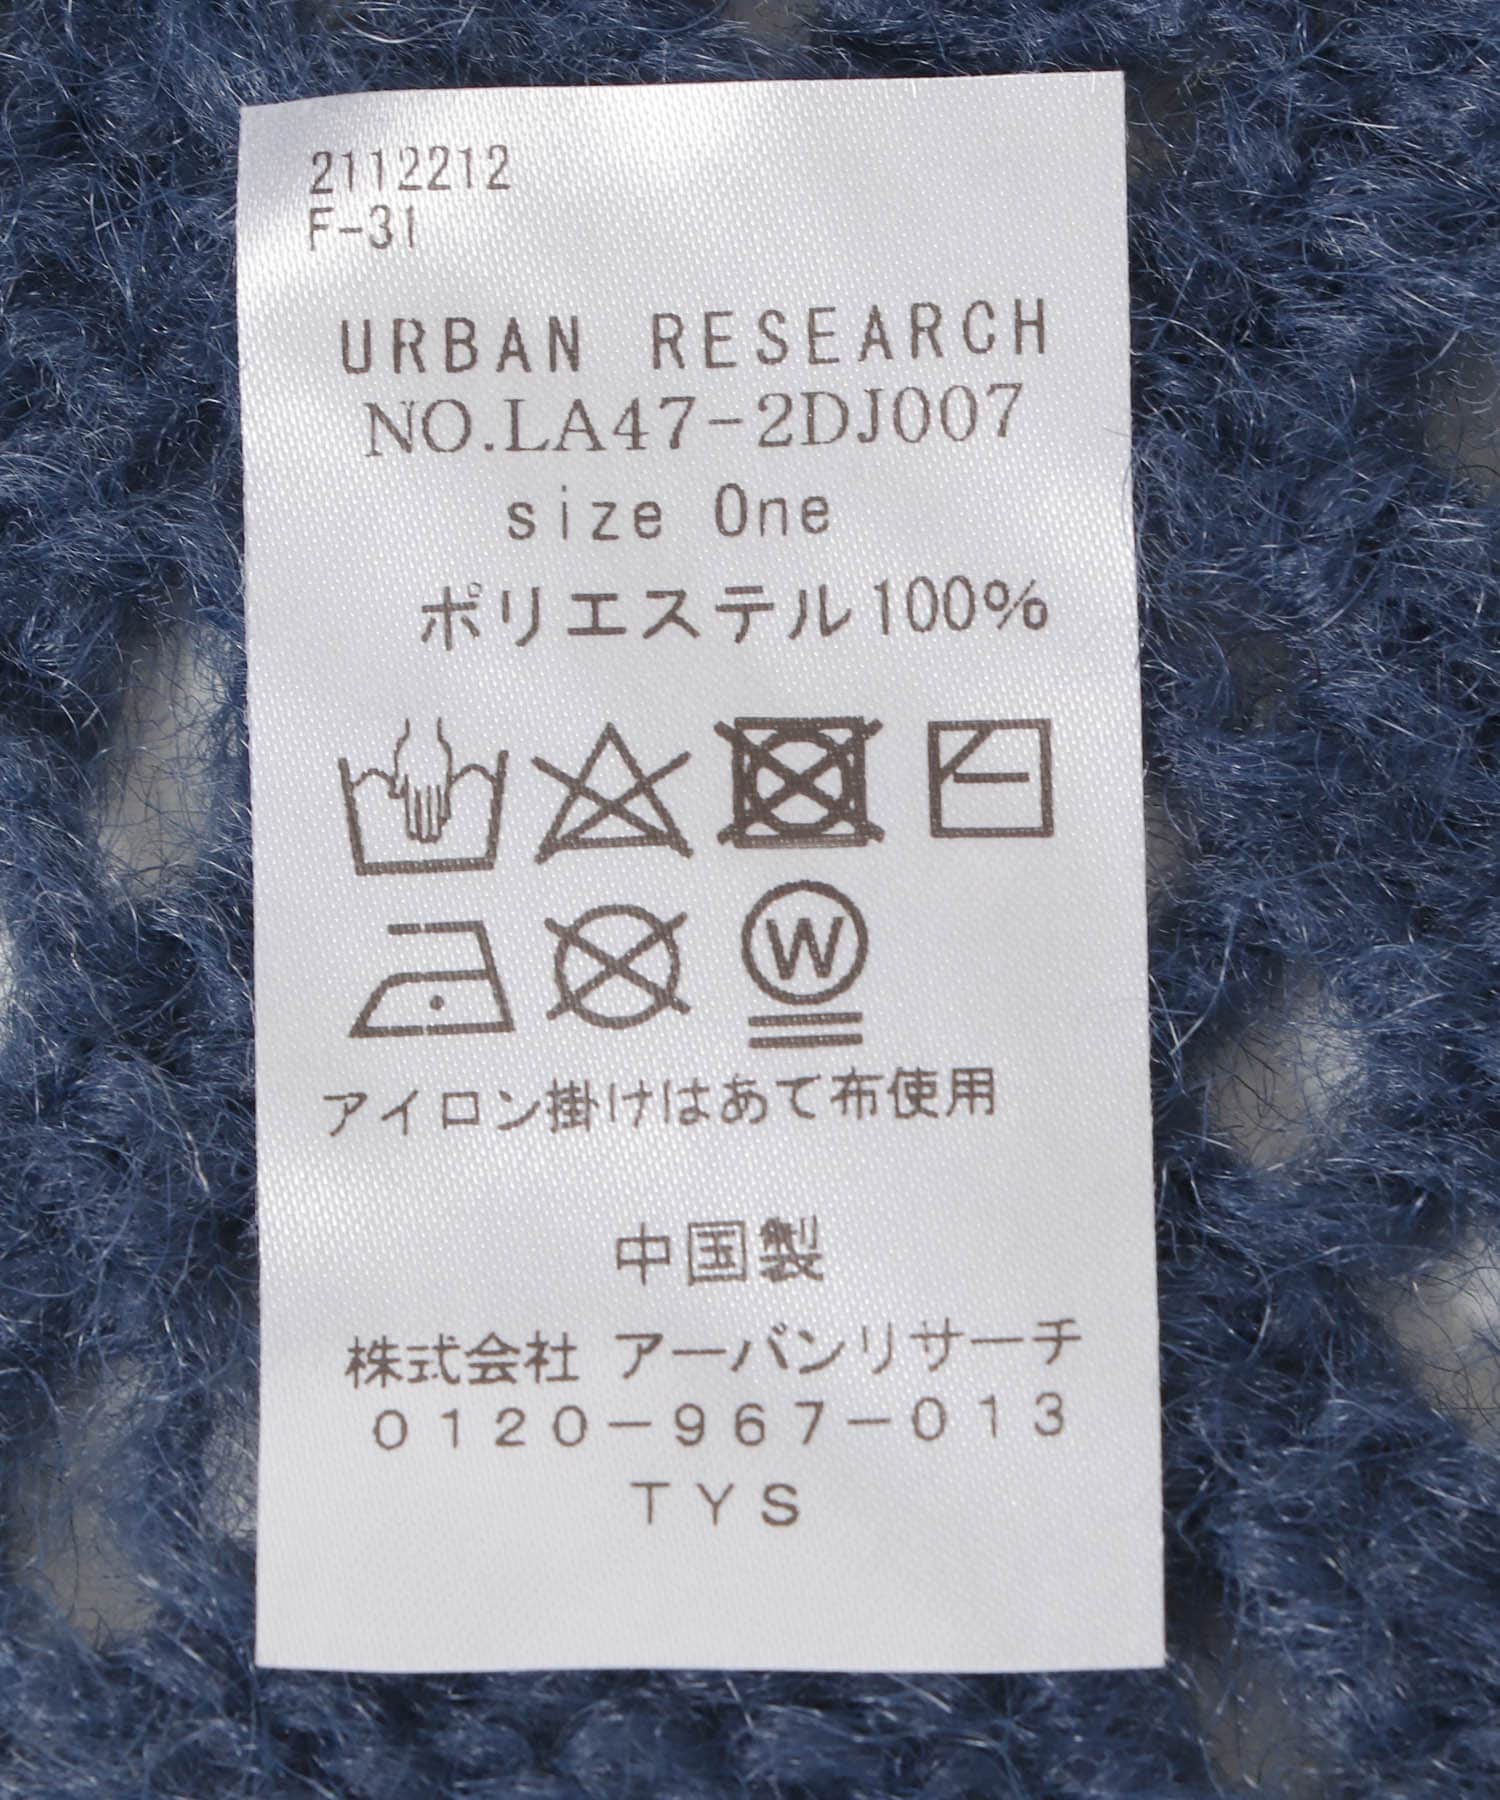 2112212
F-31
URBAN RESEARCH
NO.LA47-2DJ007
size One
ポリエステル100%
W
アイロン掛けはあて布使用
中国製
株式会社 アーバンリサーチ
0120-967-013
TYS